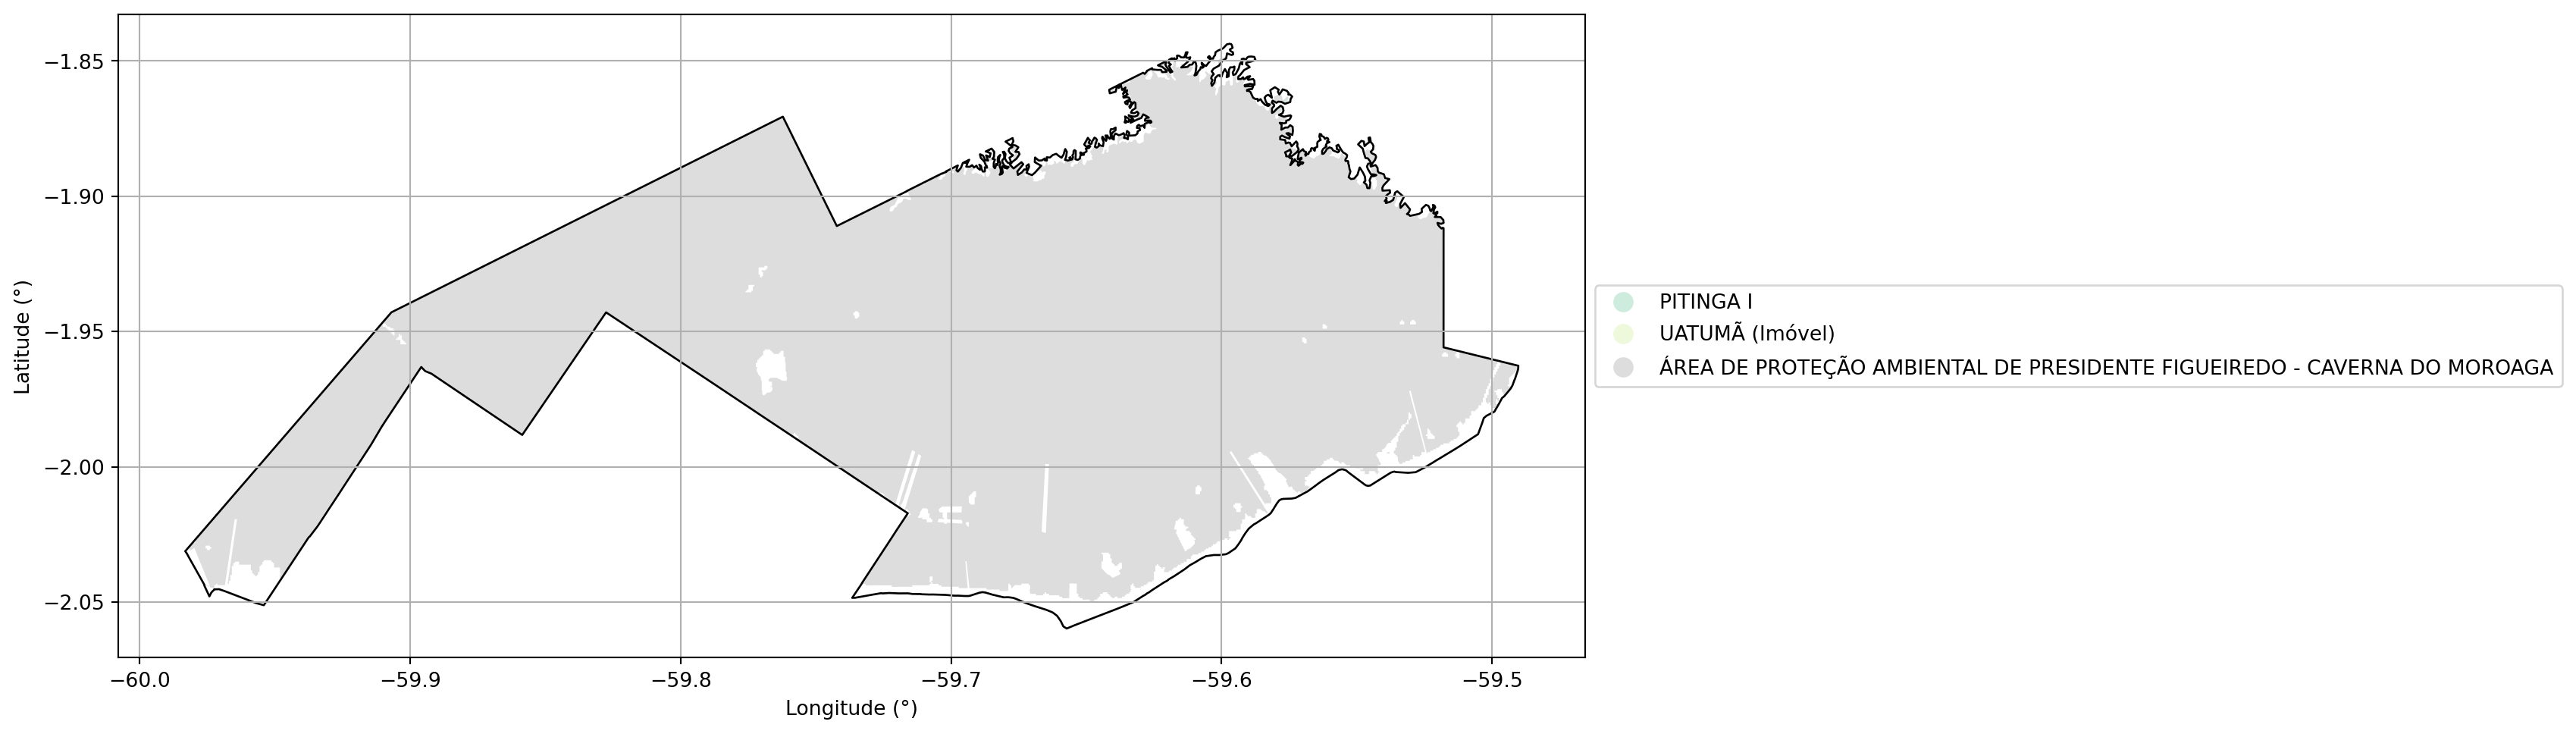 −1.85
−1.90
−1.95
−2.00
−2.05
Latitude (°)
−60.0
−59.9
−59.8
−59.7
−59.6
−59.5
Longitude (°)
PITINGA I
UATUMÃ (Imóvel)
ÁREA DE PROTEÇÃO AMBIENTAL DE PRESIDENTE FIGUEIREDO - CAVERNA DO MOROAGA